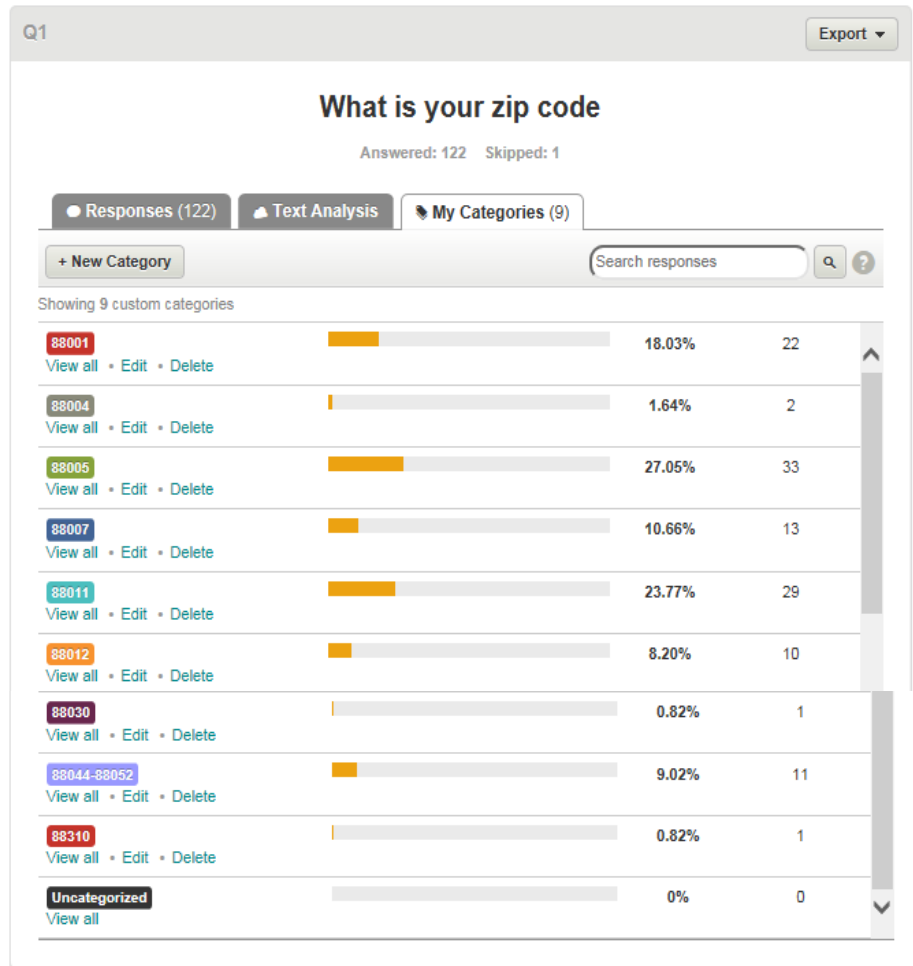 Q1 Export
What is your zip code
Answered: 122 Skipped: 1
Responses (122) Text Analysis My Categories (9)
+ New Category Search responses ?
Showing 9 custom categories
88001 18.03% 22
View all • Edit • Delete
88004 1.64% 2
View all • Edit • Delete
88005 27.05% 33
View all • Edit • Delete
88007 10.66% 13
View all • Edit • Delete
88011 23.77% 29
View all • Edit • Delete
88012 8.20% 10
View all • Edit • Delete
88030 0.82% 1
View all • Edit • Delete
88044-88052 9.02% 11
View all • Edit • Delete
88310 0.82% 1
View all • Edit • Delete
Uncategorized 0% 0
View all